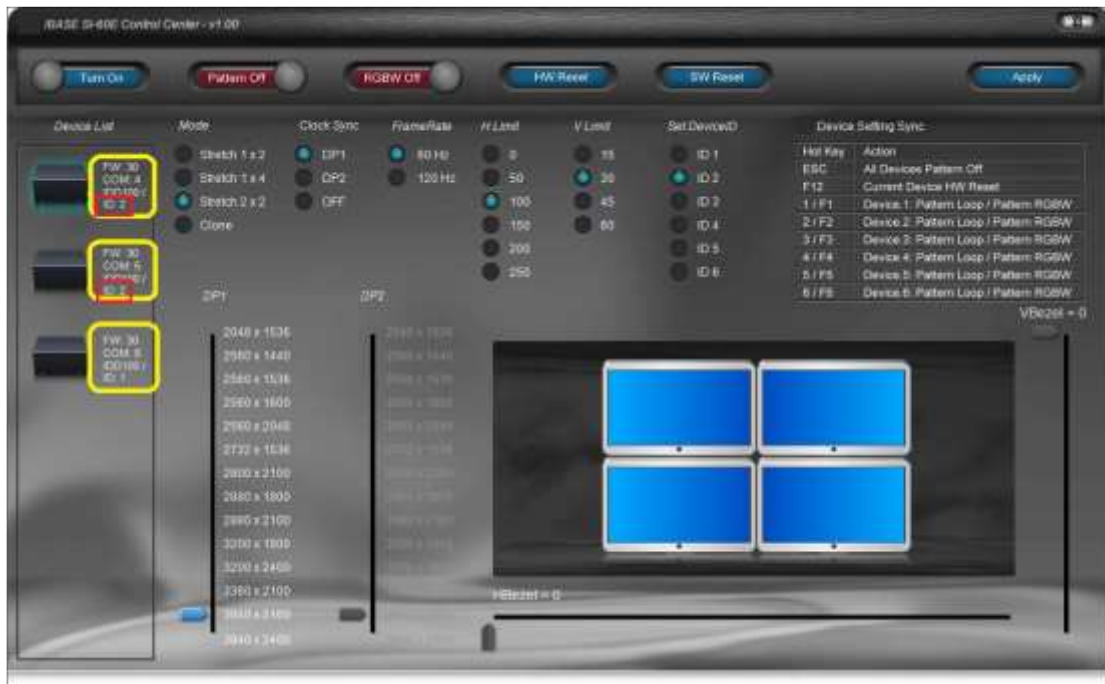 IBASE SI-60E Control Center - v1.00
Turn On
Pattern Off
RGBW Off
HW Reset
SW Reset
Apply
Device List
Mode
Clock Sync
FrameRate
H Limit
V Limit
Set DeviceID
Device Setting Sync
FW: 30
COM: 4
IDD100 /
ID: 2
FW: 30
COM: 5
IDD100 /
ID: 2
FW: 30
IDD100 /
ID: 1
Stretch 1 x 2
Stretch 1 x 4
Stretch 2 x 2
Clone
DP1
DP2
OFF
60 Hz
120 Hz
0
50
100
150
200
250
15
30
45
60
ID 1
ID 2
ID 3
ID 4
ID 5
ID 6
Hot Key Action
ESC All Devices Pattern Off
F12 Current Device HW Reset
1 / F1 Device 1: Pattern Loop / Pattern RGBW
2 / F2 Device 2: Pattern Loop / Pattern RGBW
3 / F3 Device 3: Pattern Loop / Pattern RGBW
4 / F4 Device 4: Pattern Loop / Pattern RGBW
5 / F5 Device 5: Pattern Loop / Pattern RGBW
6 / F6 Device 6: Pattern Loop / Pattern RGBW
VBezel = 0
DP1
DP2
2048 x 1536
2560 x 1440
2560 x 1536
2560 x 1600
2560 x 2048
2732 x 1536
2800 x 2100
2880 x 1800
2880 x 2100
3200 x 1800
3200 x 2400
3360 x 2100
3840 x 2400
HBezel = 0